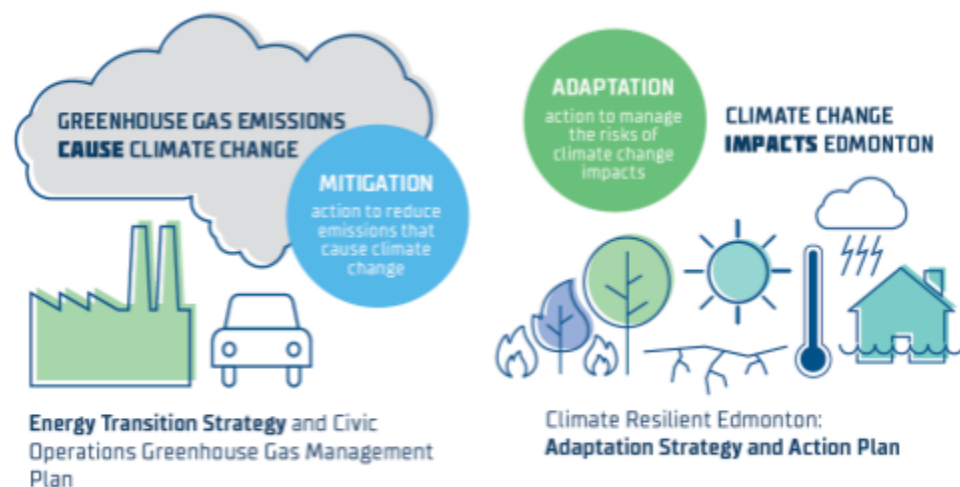 GREENHOUSE GAS EMISSIONS
CAUSE CLIMATE CHANGE
MITIGATION
action to reduce
emissions that
cause climate
change
Energy Transition Strategy and Civic
Operations Greenhouse Gas Management
Plan
ADAPTATION
action to manage
the risks of
climate change
impacts
CLIMATE CHANGE
IMPACTS EDMONTON
Climate Resilient Edmonton:
Adaptation Strategy and Action Plan